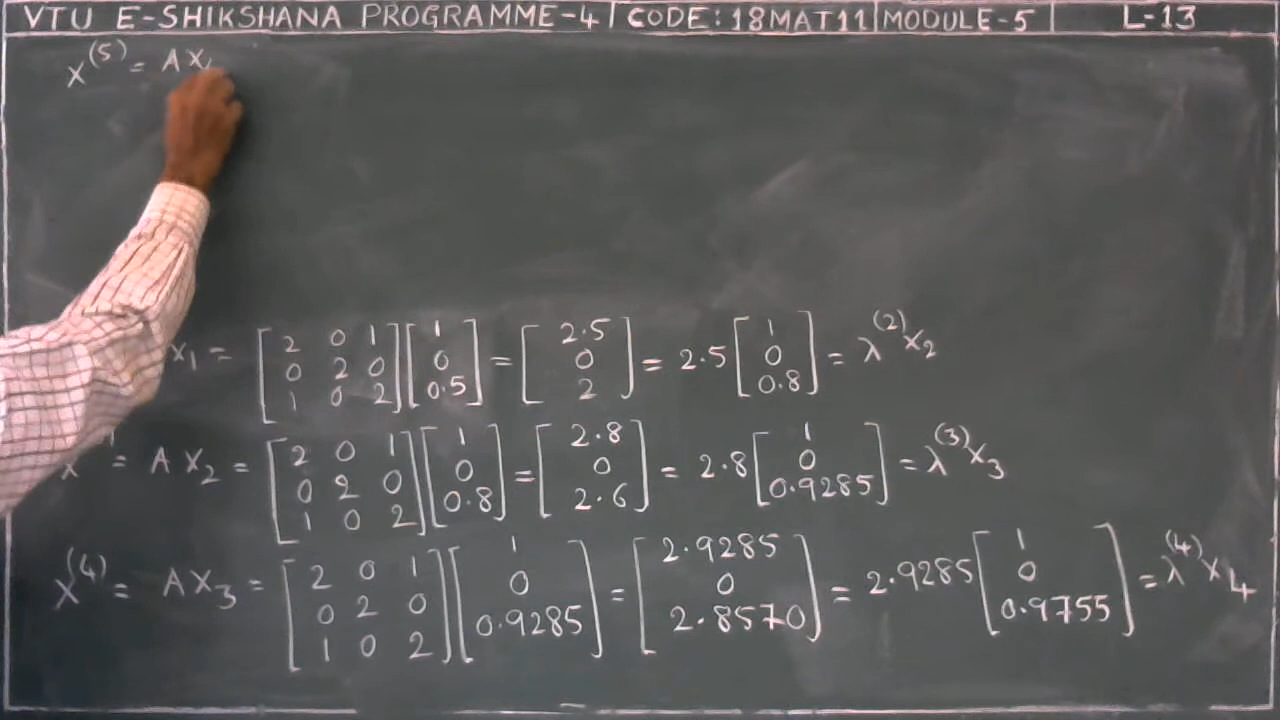 VTU E-SHIKSHANA PROGRAMME-4 | CODE: 18MAT11 | MODULE-5 | L-13
X^(5) = AX
x₁ = [2 0 1; 0 2 0; 1 0 2] [1; 0; 0.5] = [2.5; 0; 2] = 2.5 [1; 0; 0.8] = λ^(2) x₂
x = A x₂ = [2 0 1; 0 2 0; 1 0 2] [1; 0; 0.8] = [2.8; 0; 2.6] = 2.8 [1; 0; 0.9285] = λ^(3) x₃
X^(4) = AX₃ = [2 0 1; 0 2 0; 1 0 2] [1; 0; 0.9285] = [2.9285; 0; 2.8570] = 2.9285 [1; 0; 0.9755] = λ^(4) x₄